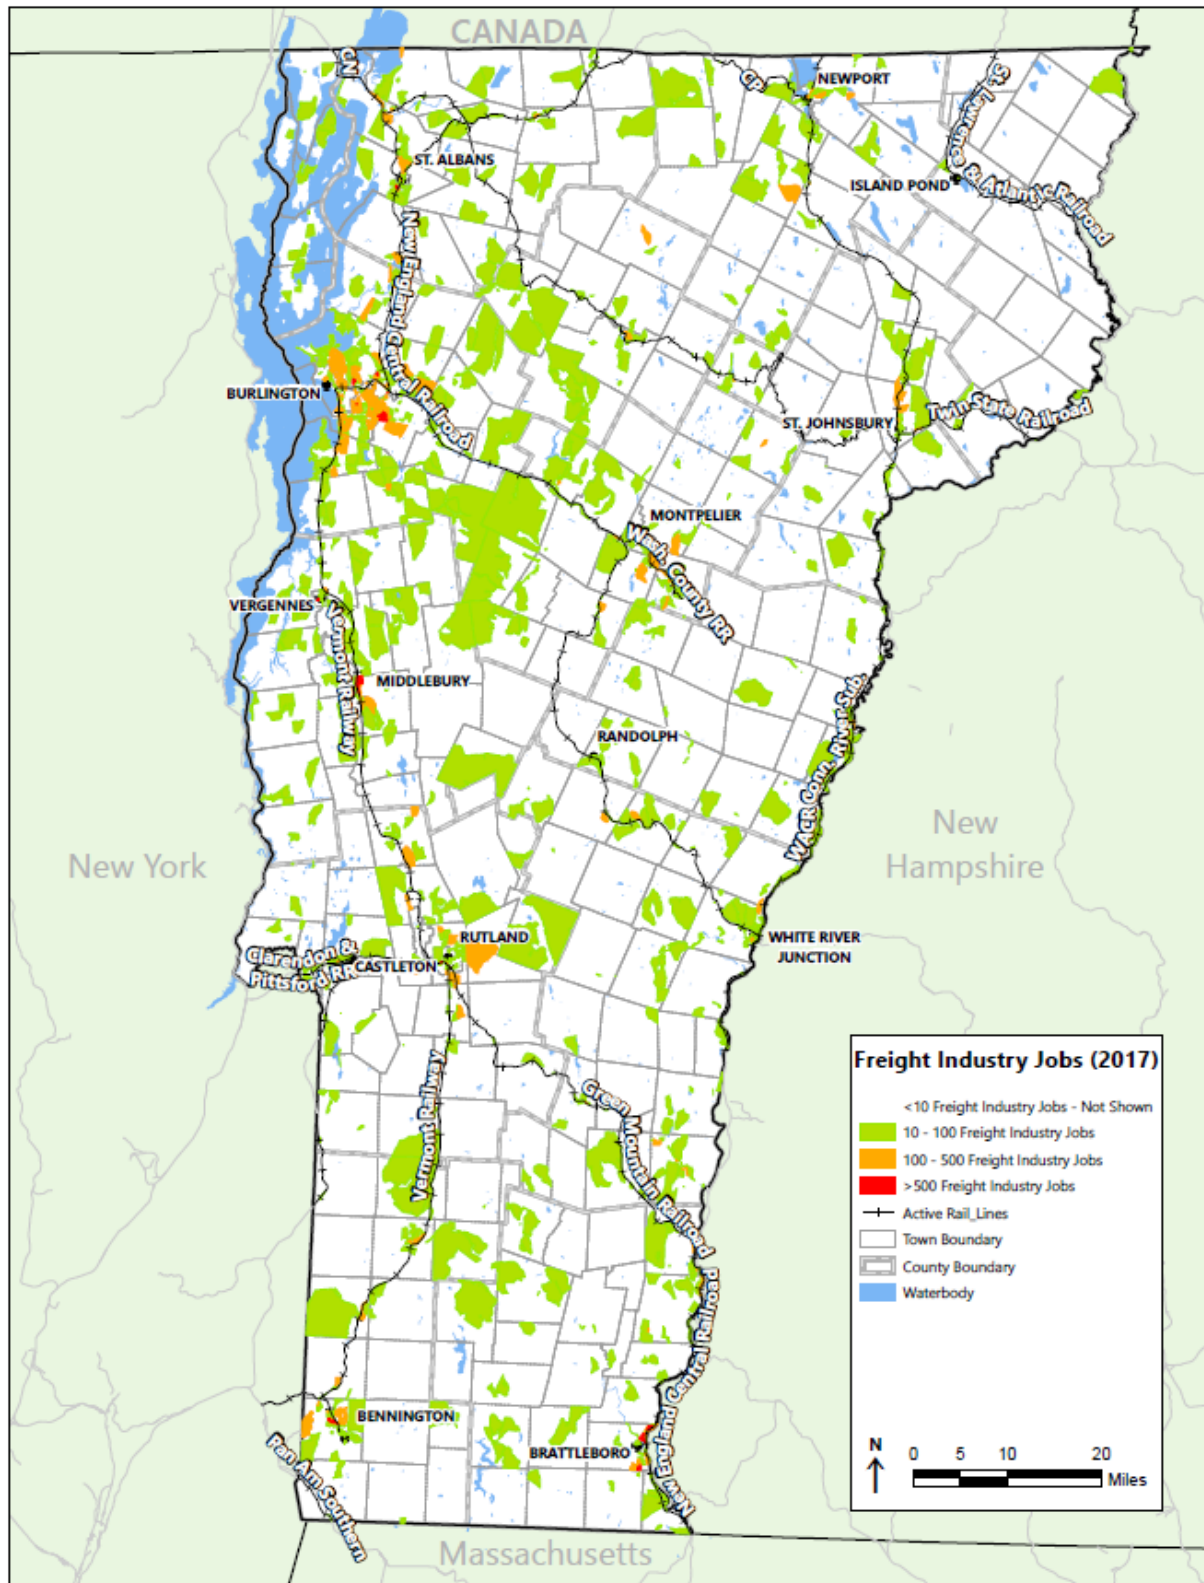 CANADA
CN
CP
NEWPORT
St. Lawrence & Atlantic Railroad
ST. ALBANS
ISLAND POND
New England Central Railroad
BURLINGTON
ST. JOHNSBURY
Twin State Railroad
MONTPELIER
Wash. County RR
VERGENNES
Vermont Railway
MIDDLEBURY
RANDOLPH
WACR Conn. River Sub.
New York
New
Hampshire
RUTLAND
WHITE RIVER
JUNCTION
Clarendon &
Pittsford RR
CASTLETON
Vermont Railway
Green Mountain Railroad
Freight Industry Jobs (2017)
<10 Freight Industry Jobs - Not Shown
10 - 100 Freight Industry Jobs
100 - 500 Freight Industry Jobs
>500 Freight Industry Jobs
Active Rail_Lines
Town Boundary
County Boundary
Waterbody
New England Central Railroad
BENNINGTON
BRATTLEBORO
Pan Am Southern
N
0 5 10 20
Miles
Massachusetts